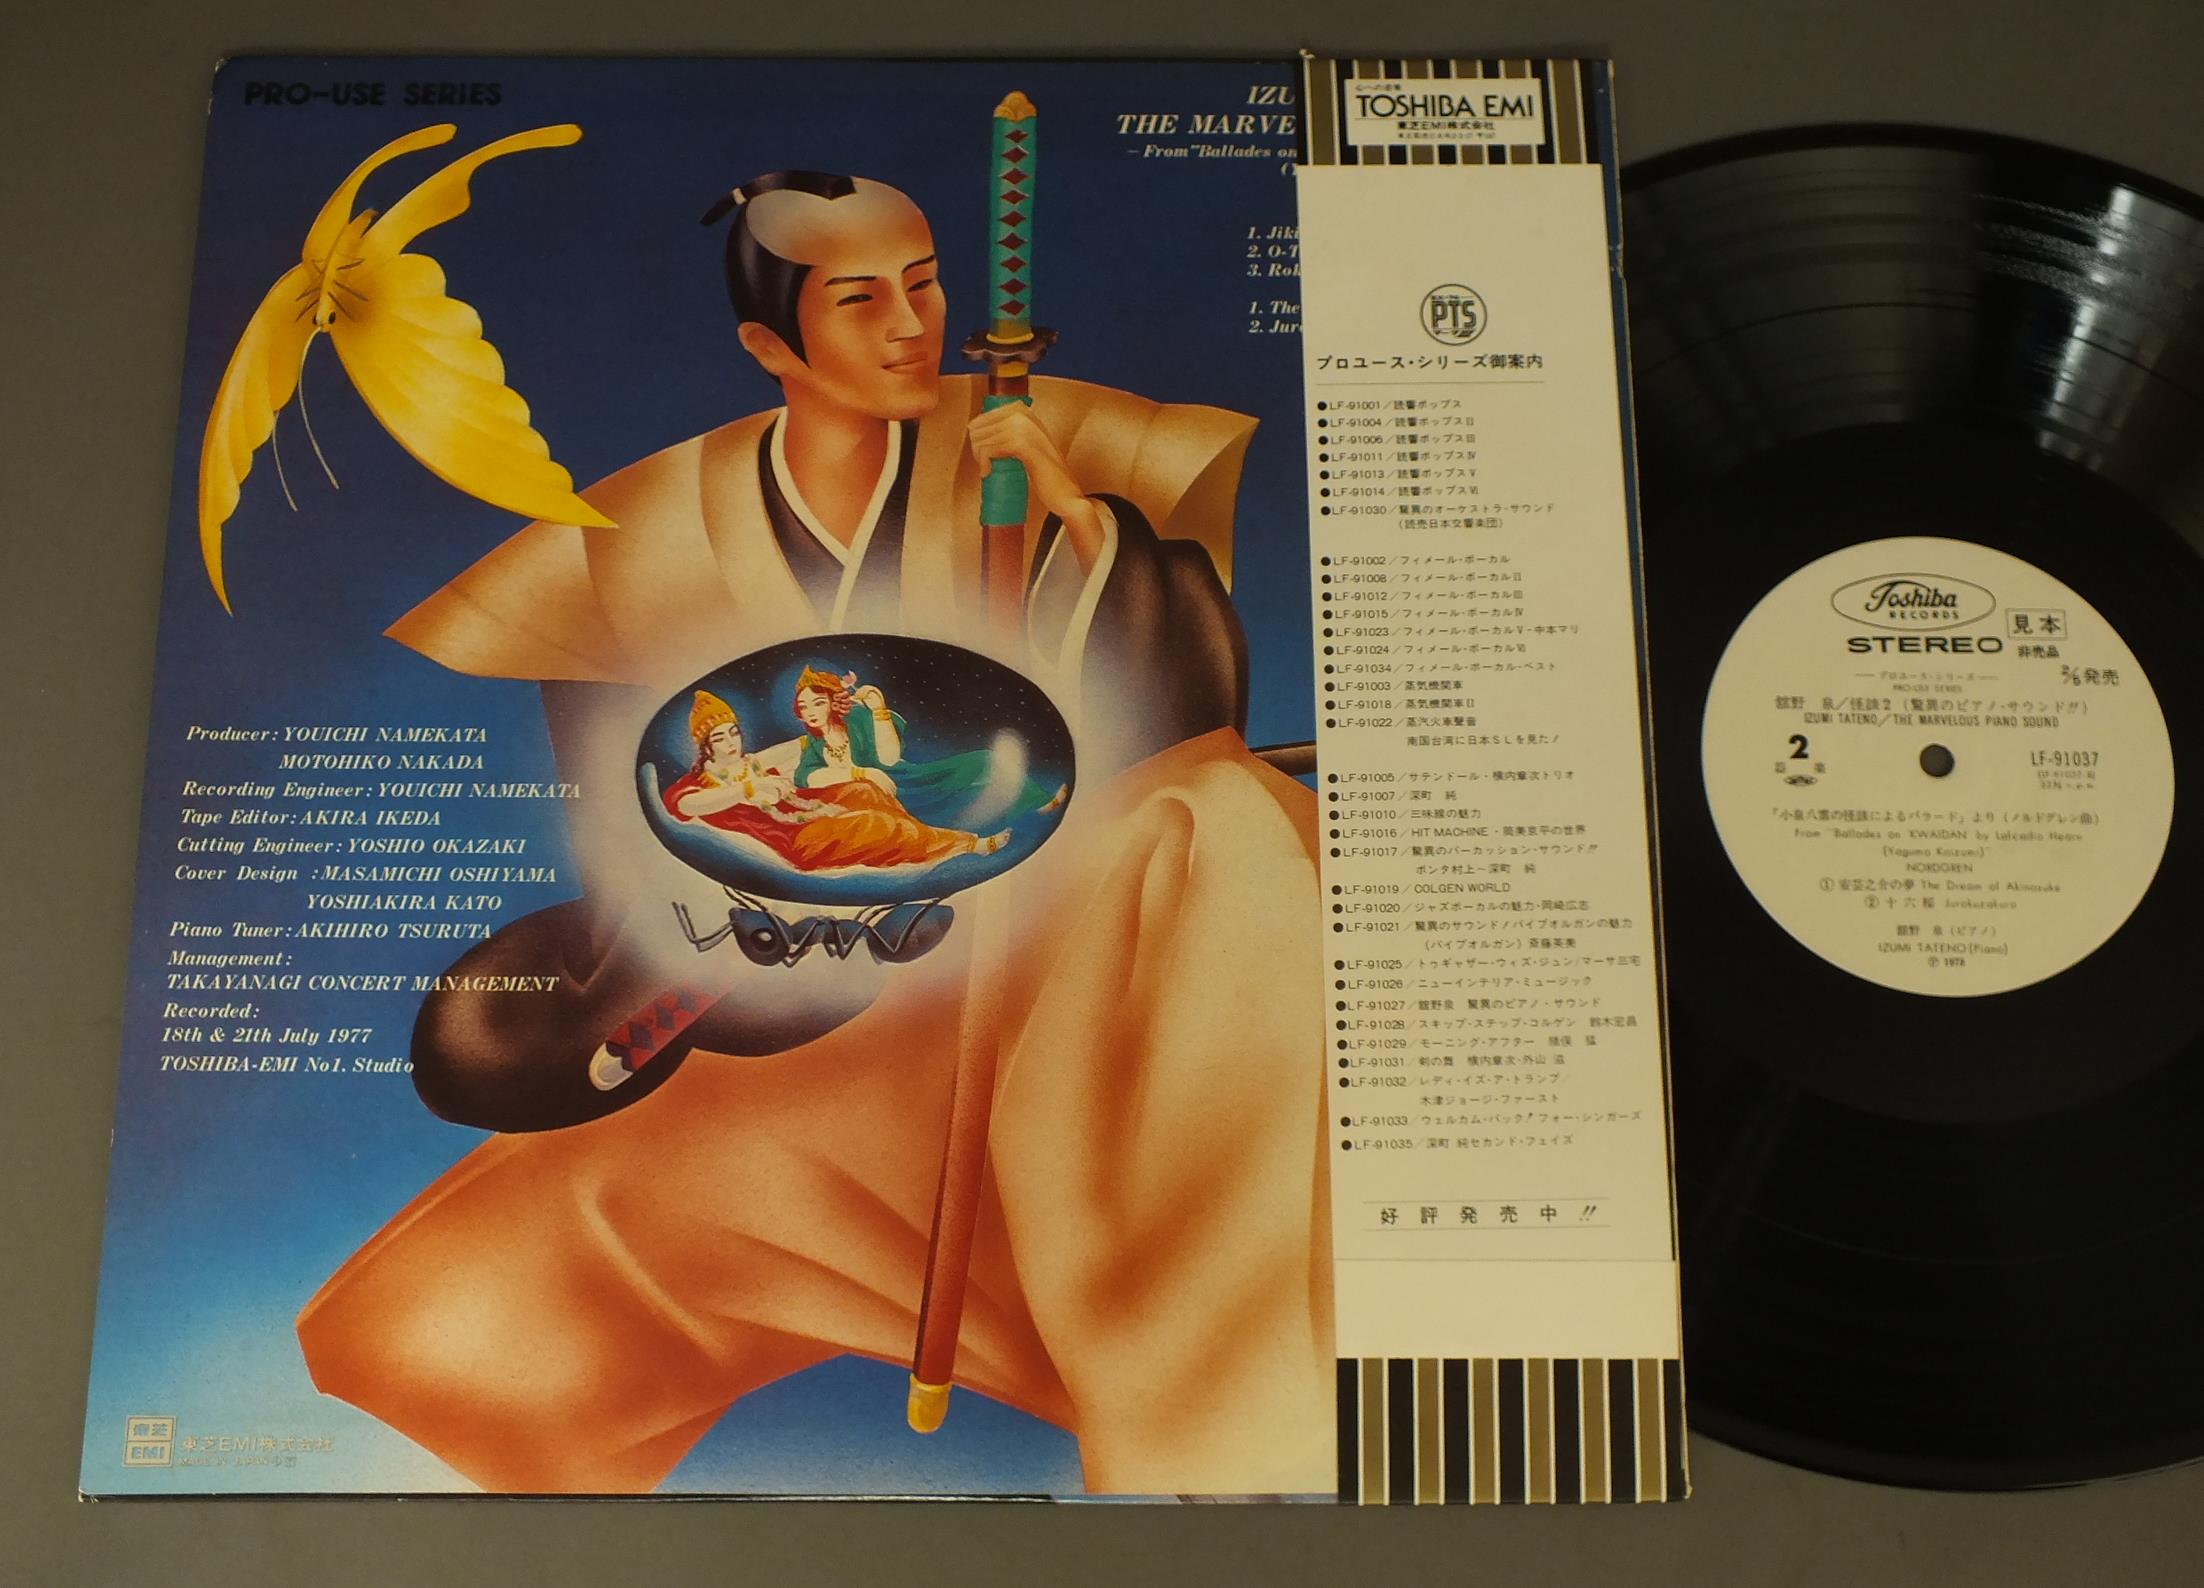 PRO-USE SERIES
IZU
THE MARVE
—From "Ballades on
(Y
1. Jiki
2. O-T
3. Rok
1. The
2. Juro
Producer: YOUICHI NAMEKATA
MOTOHIKO NAKADA
Recording Engineer: YOUICHI NAMEKATA
Tape Editor: AKIRA IKEDA
Cutting Engineer: YOSHIO OKAZAKI
Cover Design : MASAMICHI OSHIYAMA
YOSHIAKIRA KATO
Piano Tuner: AKIHIRO TSURUTA
Management:
TAKAYANAGI CONCERT MANAGEMENT
Recorded:
18th & 21th July 1977
TOSHIBA-EMI No1. Studio
東芝
EMI
東芝EMI株式会社
MADE IN JAPAN
心への音楽
TOSHIBA EMI
東芝EMI株式会社
PTS
プロユース・シリーズ御案内
●LF-91001/読響ポップス
●LF-91004/読響ポップスII
●LF-91006/読響ポップスIII
●LF-91011/読響ポップスIV
●LF-91013/読響ポップスV
●LF-91014/読響ポップスVI
●LF-91030/驚異のオーケストラ・サウンド
(読売日本交響楽団)
●LF-91002/フィメール・ボーカル
●LF-91008/フィメール・ボーカルII
●LF-91012/フィメール・ボーカルIII
●LF-91015/フィメール・ボーカルIV
●LF-91023/フィメール・ボーカルV-中本マリ
●LF-91024/フィメール・ボーカルVI
●LF-91034/フィメール・ボーカル・ベスト
●LF-91003/蒸気機関車
●LF-91018/蒸気機関車II
●LF-91022/蒸汽火車聲音
南国台湾に日本SLを見た!
●LF-91005/サテンドール・横内章次トリオ
●LF-91007/深町 純
●LF-91010/三味線の魅力
●LF-91016/HIT MACHINE・筒美京平の世界
●LF-91017/驚異のパーカッション・サウンド!!
ポンタ村上〜深町 純
●LF-91019/COLGEN WORLD
●LF-91020/ジャズボーカルの魅力・岡崎広志
●LF-91021/驚異のサウンド/パイプオルガンの魅力
(パイプオルガン) 斎藤英美
●LF-91025/トゥギャザー・ウィズ・ジュン/マーサ三宅
●LF-91026/ニューインテリア・ミュージック
●LF-91027/舘野泉 驚異のピアノ・サウンド
●LF-91028/スキップ・ステップ・コルゲン 鈴木宏昌
●LF-91029/モーニング・アフター 猪俣 猛
●LF-91031/剣の舞 横内章次・外山 滋
●LF-91032/レディ・イズ・ア・トランプ/
木津ジョージ・ファースト
●LF-91033/ウェルカム・バック!フォー・シンガーズ
●LF-91035/深町 純セカンド・フェイズ
好評発売中!!
Toshiba
RECORDS
STEREO
見本
非売品
2/5発売
—プロユース・シリーズ—
PRO-USE SERIES
舘野 泉/怪談2(驚異のピアノ・サウンド!!)
IZUMI TATENO/THE MARVELOUS PIANO SOUND
2
LF-91037
『小泉八雲の怪談によるバラード』より(ノルドグレン曲)
from "Ballades on 'KWAIDAN' by Lafcadio Hearn
(Yagumo Koizumi)"
NORDGREN
① 安芸之介の夢 The Dream of Akinosuke
② 十六桜 Jurokuzakura
舘野 泉(ピアノ)
IZUMI TATENO (Piano)
Ⓟ 1978